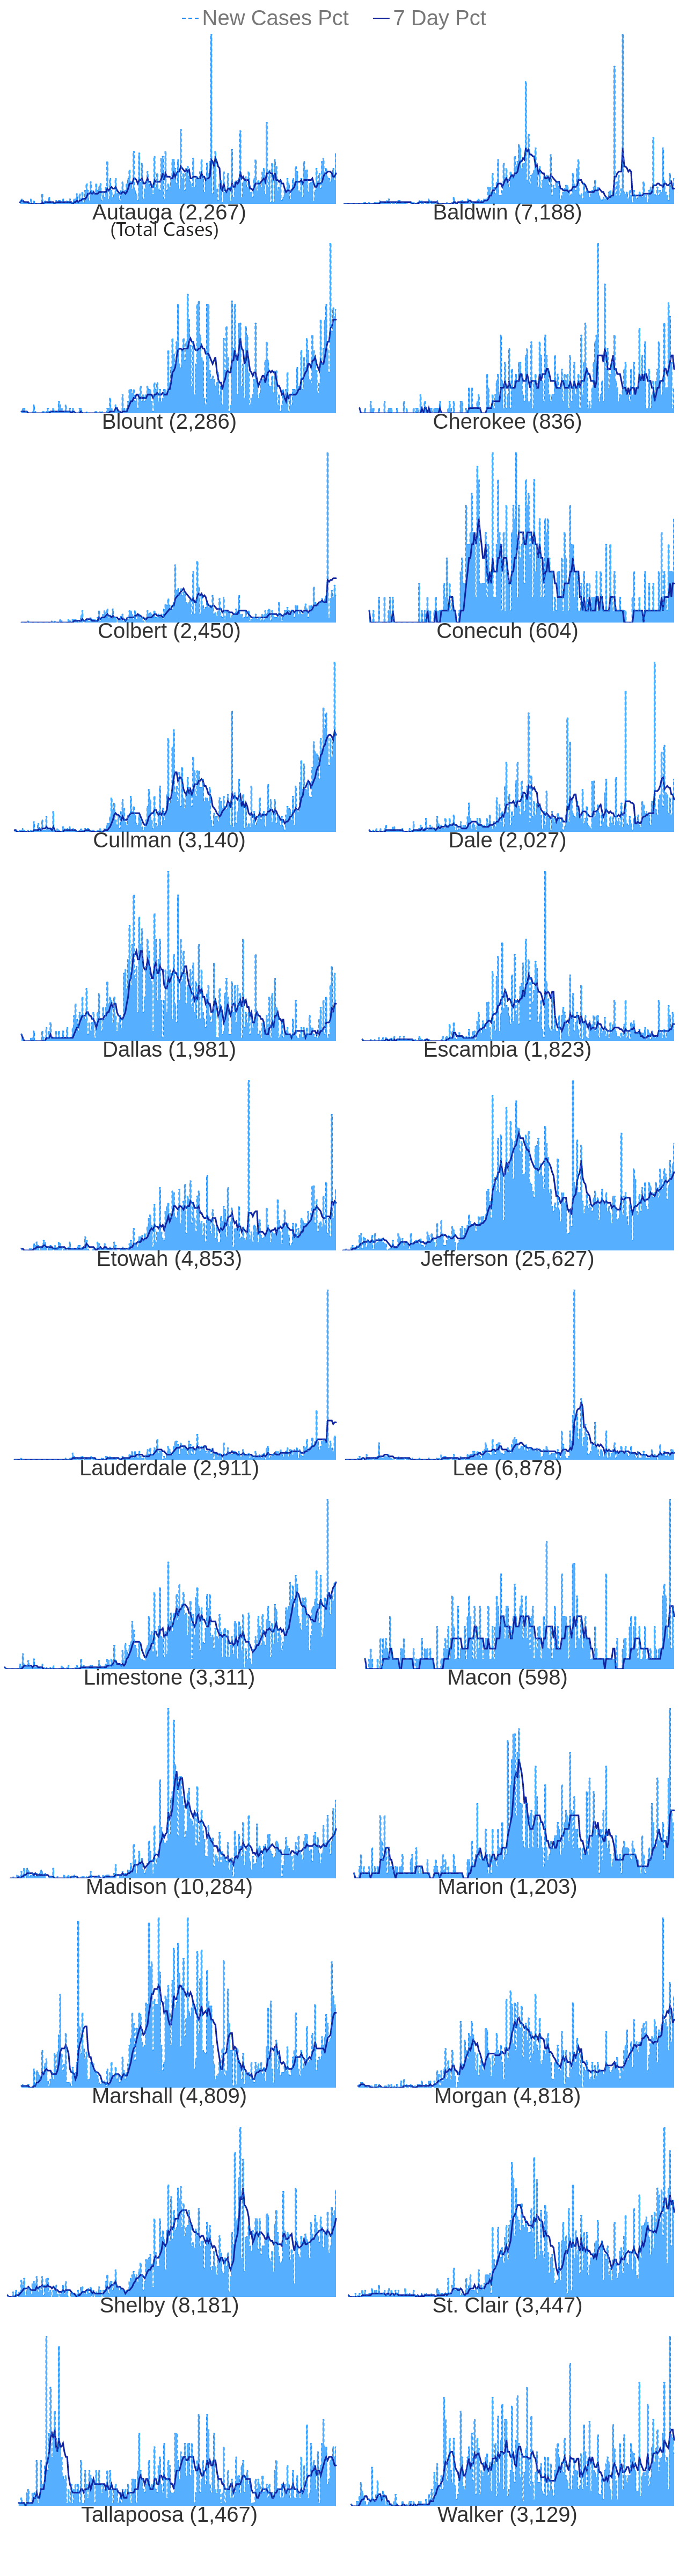 New Cases Pct 7 Day Pct
Autauga (2,267) Baldwin (7,188)
(Total Cases)
Blount (2,286) Cherokee (836)
Colbert (2,450) Conecuh (604)
Cullman (3,140) Dale (2,027)
Dallas (1,981) Escambia (1,823)
Etowah (4,853) Jefferson (25,627)
Lauderdale (2,911) Lee (6,878)
Limestone (3,311) Macon (598)
Madison (10,284) Marion (1,203)
Marshall (4,809) Morgan (4,818)
Shelby (8,181) St. Clair (3,447)
Tallapoosa (1,467) Walker (3,129)